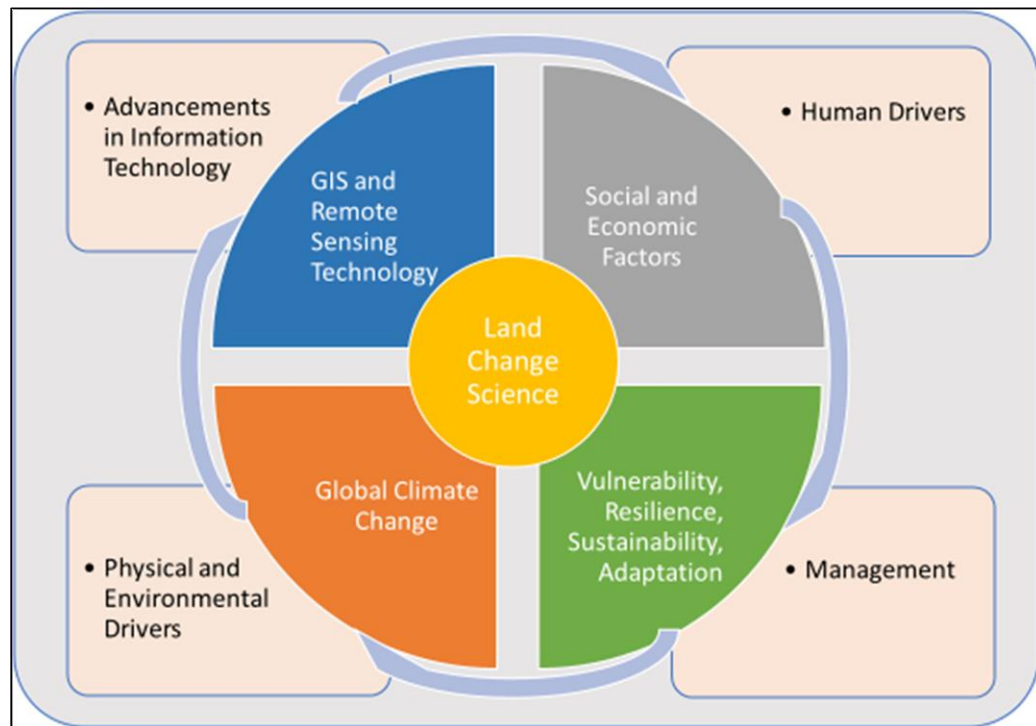 • Advancements
in Information
Technology
• Human Drivers
GIS and
Remote
Sensing
Technology
Social and
Economic
Factors
Land
Change
Science
Global Climate
Change
Vulnerability,
Resilience,
Sustainability,
Adaptation
• Physical and
Environmental
Drivers
• Management